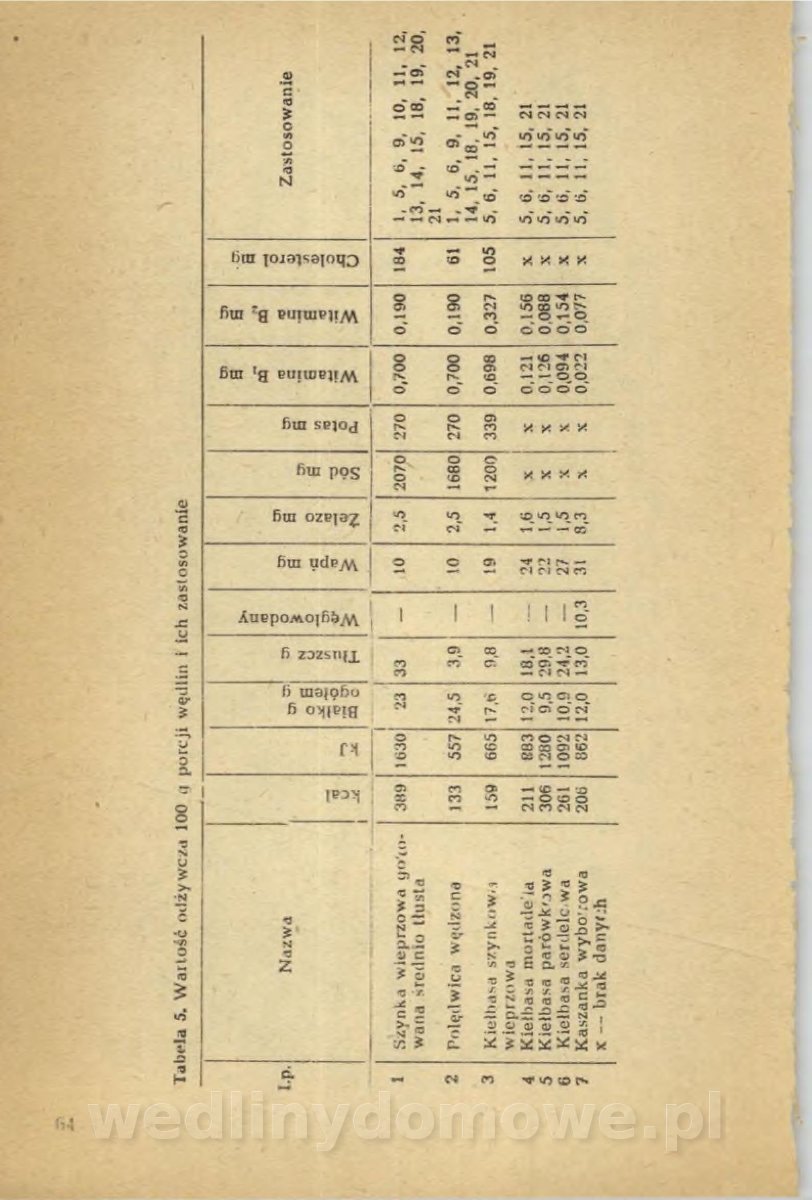 Tabela 5. Wartość odżywcza 100 g porcji wędlin i ich zastosowanie
Lp. Nazwa kcal kJ Białko ogółem g Tłuszcz g Węglowodany Wapń mg Żelazo mg Sód mg Potas mg Witamina B₁ mg Witamina B₂ mg Cholesterol mg Zastosowanie
1 Szynka wieprzowa goto- 389 1630 23 33 — 10 2,5 2070 270 0,700 0,190 184 1, 5, 6, 9, 10, 11, 12,
wana średnio tłusta 13, 14, 15, 18, 19, 20,
21
2 Polędwica wędzona 133 557 24,5 3,9 — 10 2,5 1680 270 0,700 0,190 61 1, 5, 6, 9, 11, 12, 13,
14, 15, 18, 19, 20, 21
3 Kiełbasa szynkowa 159 665 17,6 9,8 — 19 1,4 1200 339 0,698 0,327 105 5, 6, 11, 15, 18, 19, 21
wieprzowa
4 Kiełbasa mortadela 211 883 12,0 18,1 — 24 1,6 x x 0,121 0,156 x 5, 6, 11, 15, 21
5 Kiełbasa parówkowa 306 1280 9,5 29,8 — 22 1,5 x x 0,126 0,088 x 5, 6, 11, 15, 21
6 Kiełbasa serdelowa 261 1092 10,9 24,2 — 27 1,5 x x 0,094 0,154 x 5, 6, 11, 15, 21
7 Kaszanka wyborowa 206 862 12,0 13,0 10,3 31 8,3 x x 0,022 0,077 x 5, 6, 11, 15, 21
x — brak danych
64
wedlinydomowe.pl